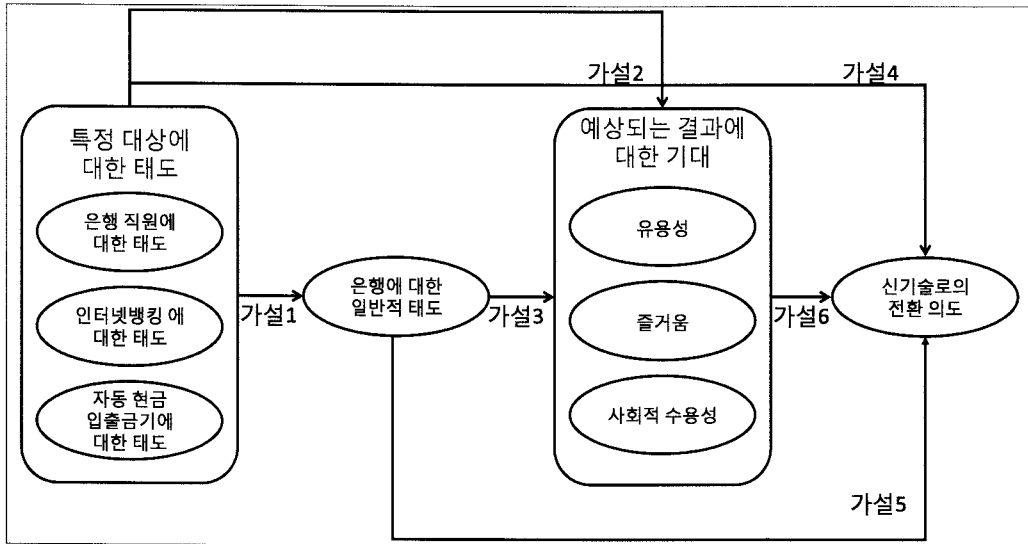 가설2
가설4
특정 대상에
대한 태도
은행 직원에
대한 태도
인터넷뱅킹 에
대한 태도
자동 현금
입출금기에
대한 태도
가설1
은행에 대한
일반적 태도
가설3
예상되는 결과에
대한 기대
유용성
즐거움
사회적 수용성
가설6
신기술로의
전환 의도
가설5